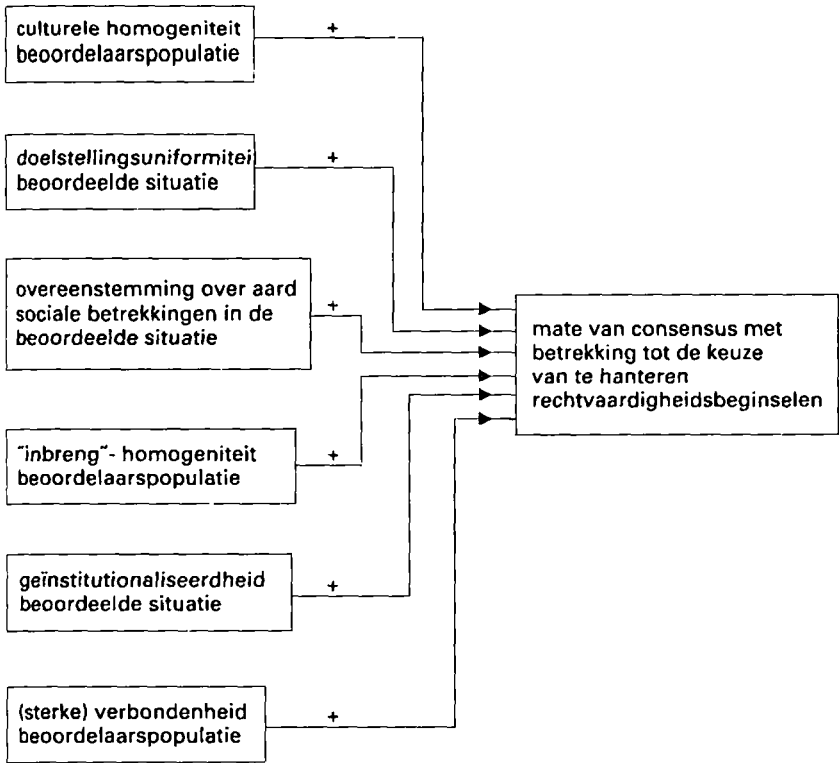 culturele homogeniteit
beoordelaarspopulatie
+
doelstellingsuniformitei
beoordeelde situatie
+
overeenstemming over aard
sociale betrekkingen in de
beoordeelde situatie
+
mate van consensus met
betrekking tot de keuze
van te hanteren
rechtvaardigheidsbeginselen
"inbreng"- homogeniteit
beoordelaarspopulatie
+
geïnstitutionaliseerdheid
beoordeelde situatie
+
(sterke) verbondenheid
beoordelaarspopulatie
+